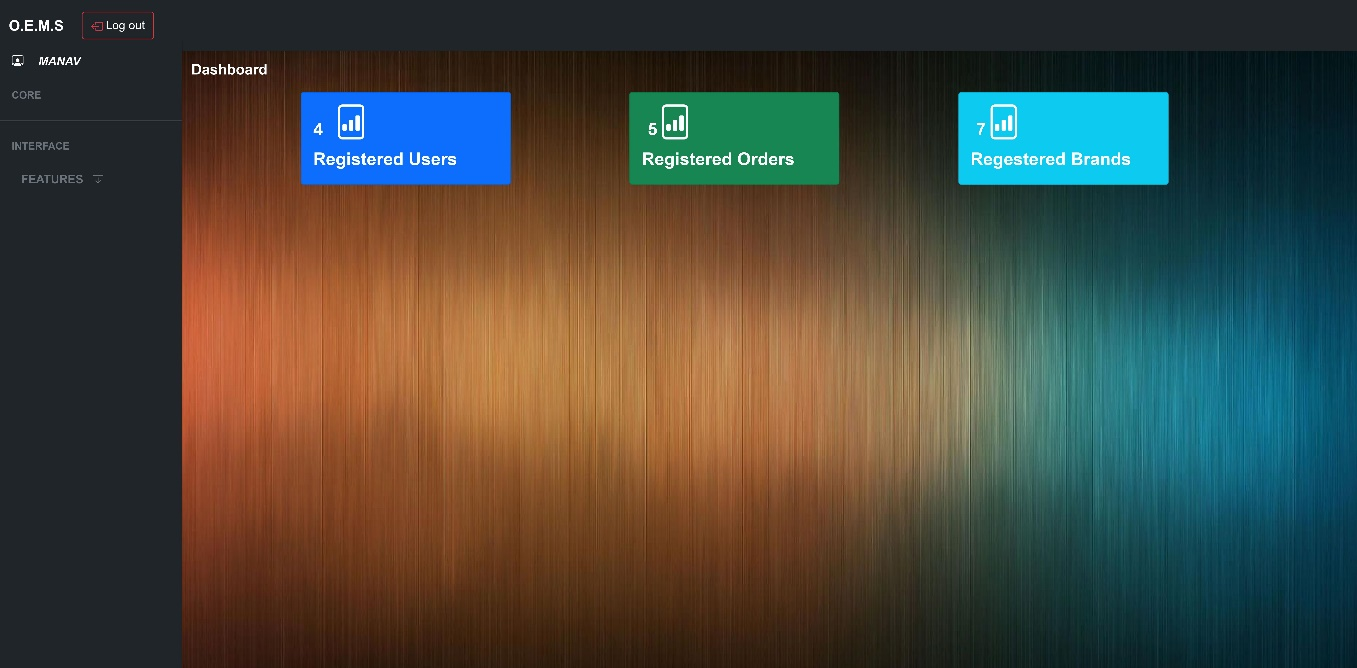 O.E.M.S
Log out
MANAV
CORE
INTERFACE
FEATURES
Dashboard
4
Registered Users
5
Registered Orders
7
Regestered Brands